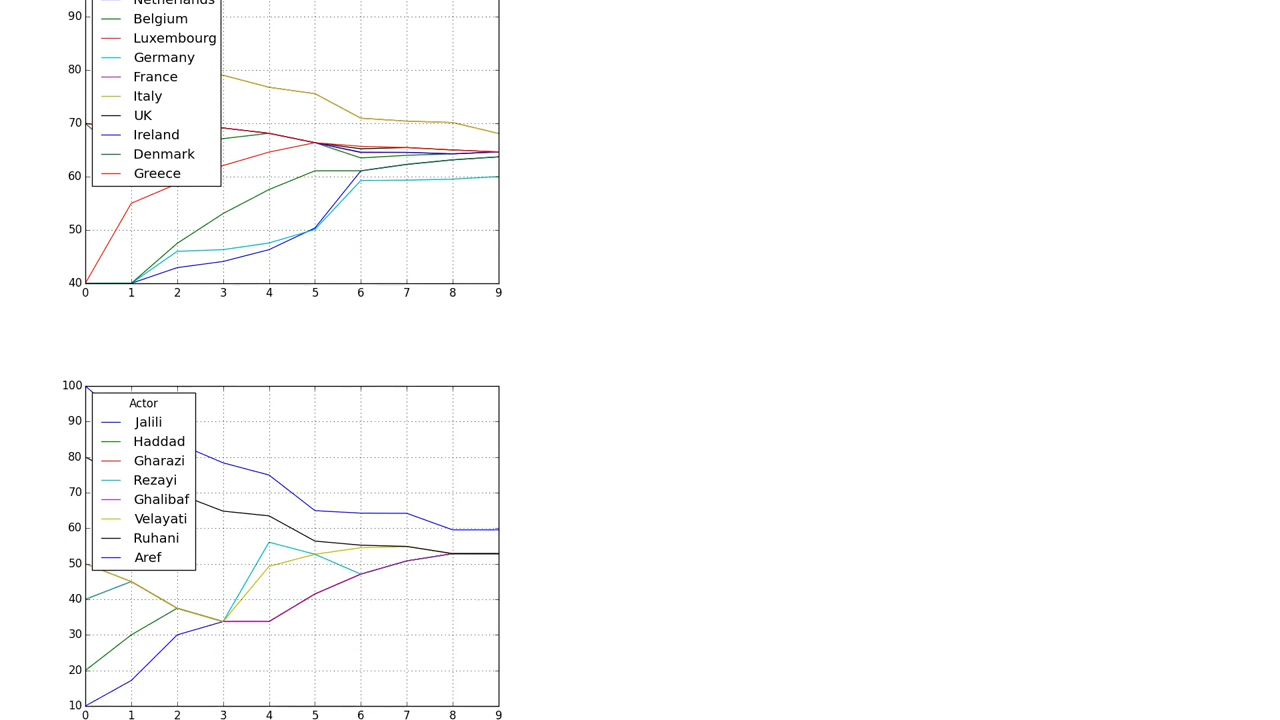 Netherlands
90
Belgium
Luxembourg
80
Germany
France
Italy
UK
70
Ireland
Denmark
60
Greece
50
40
0 1 2 3 4 5 6 7 8 9
100
Actor
90
Jalili
Haddad
80
Gharazi
Rezayi
70
Ghalibaf
Velayati
60
Ruhani
Aref
50
40
30
20
10
0 1 2 3 4 5 6 7 8 9